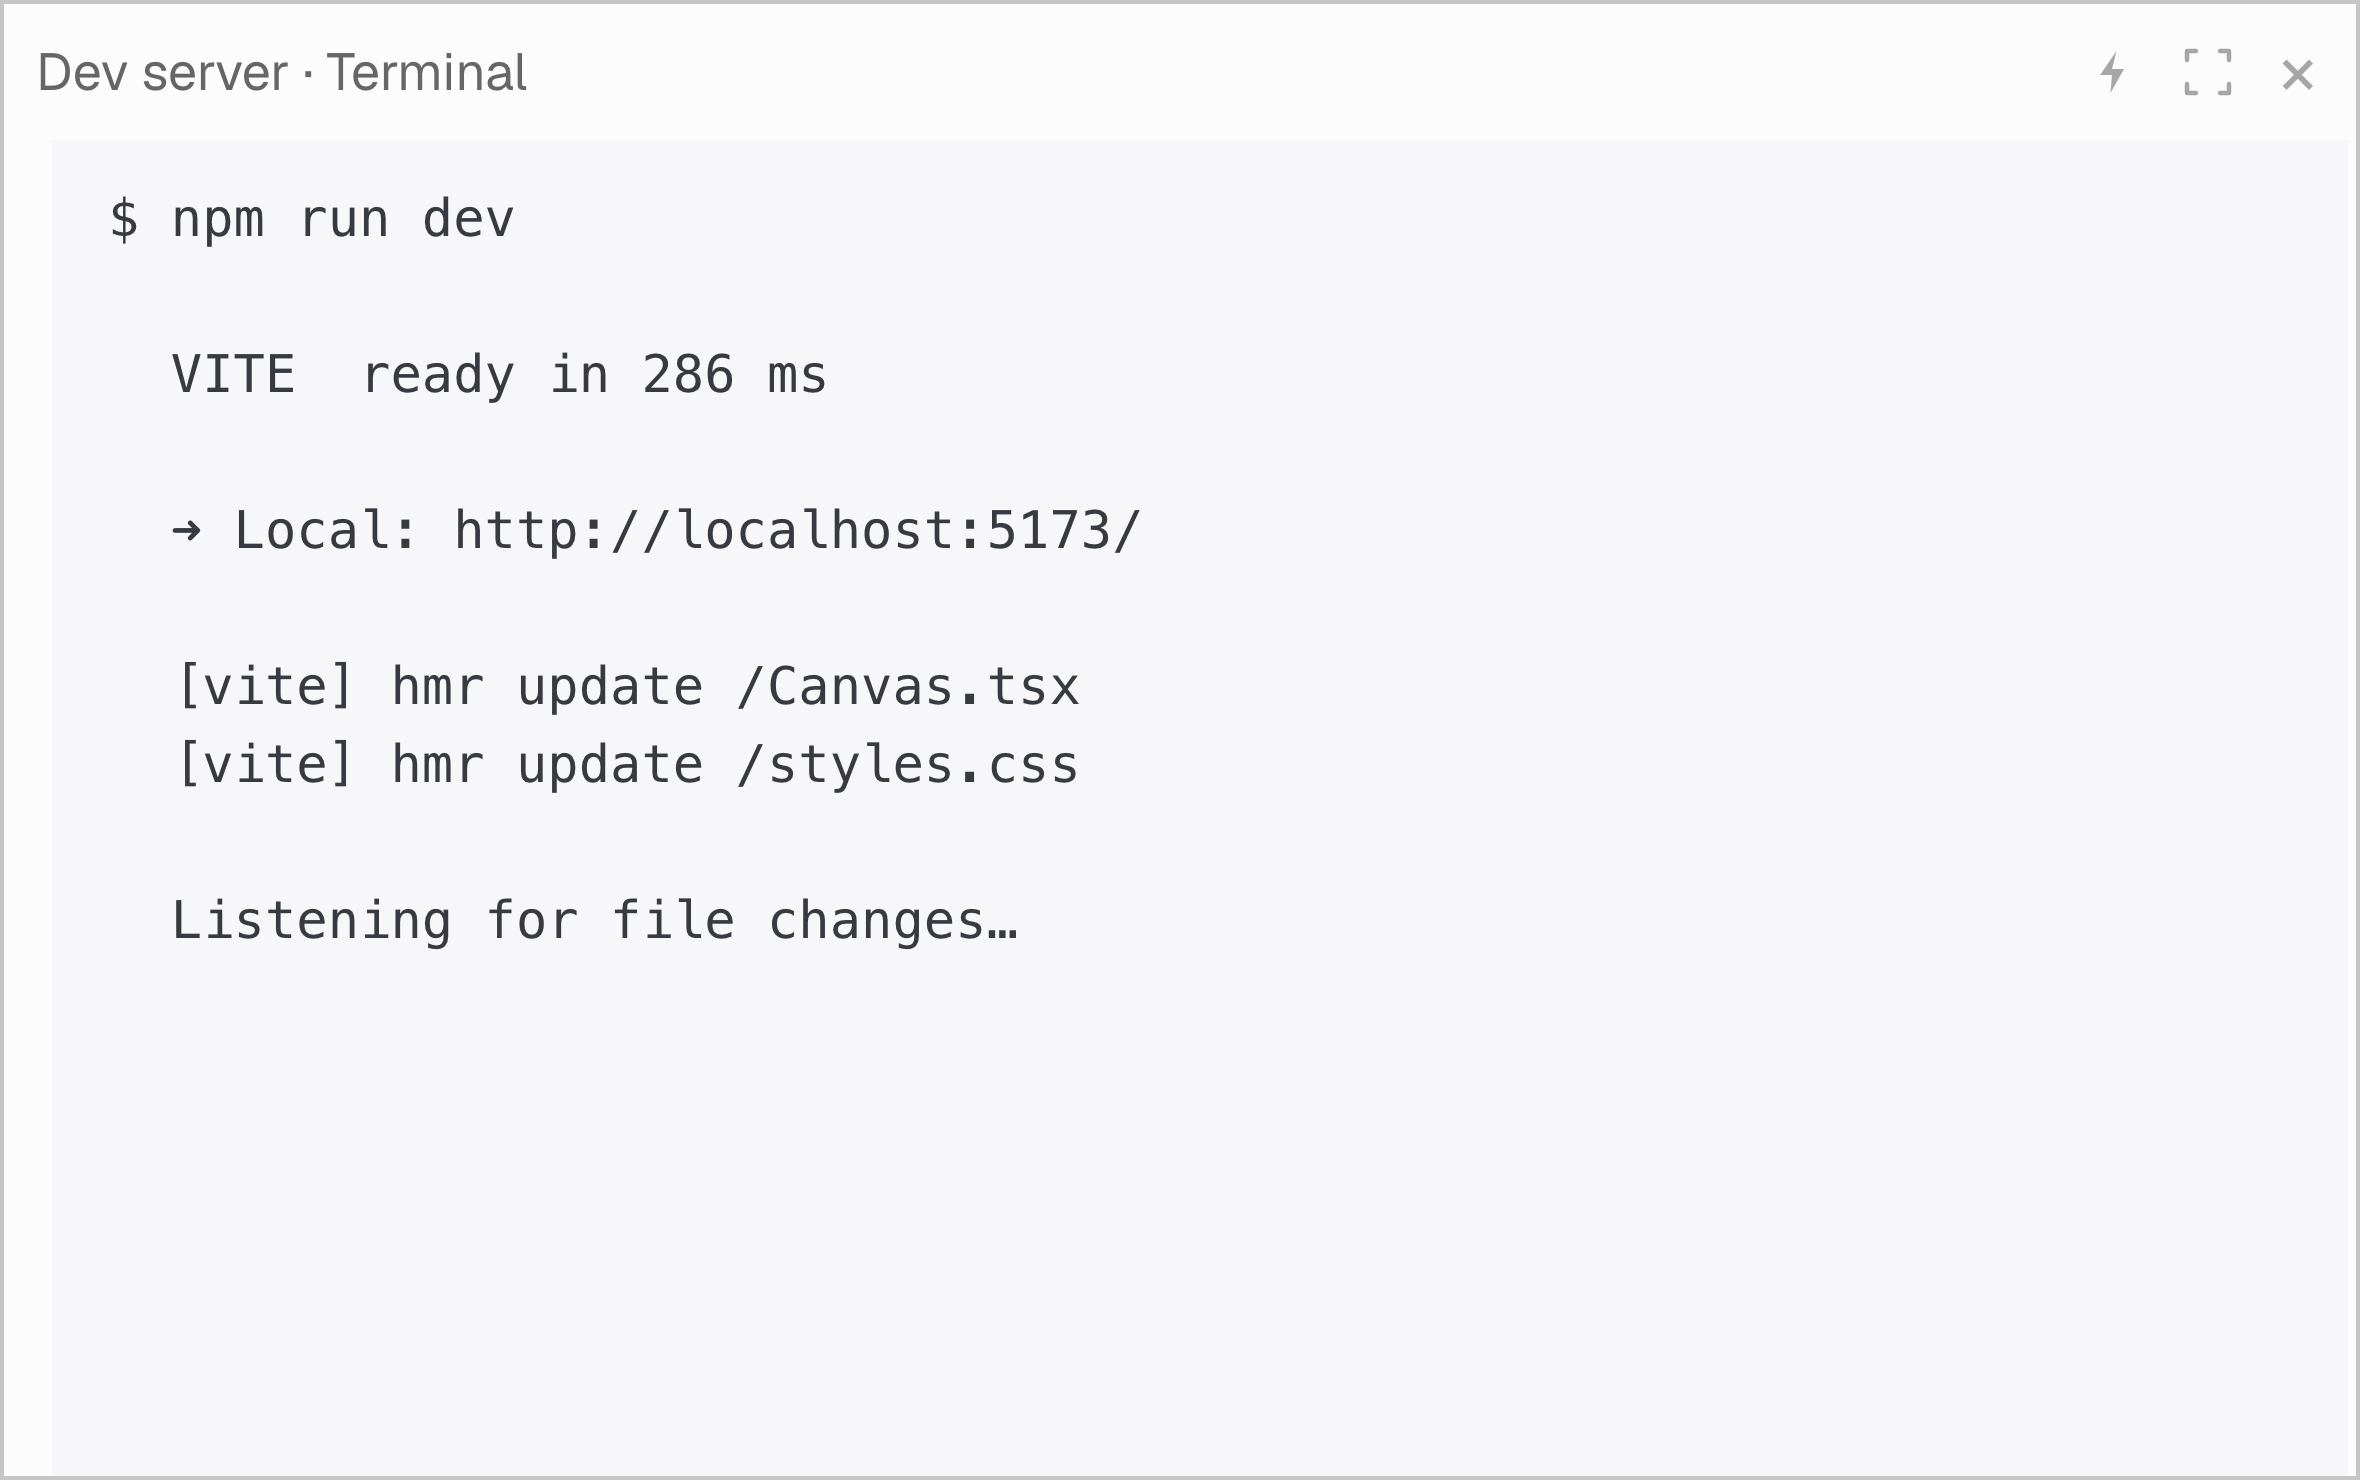 Dev server · Terminal
$ npm run dev
VITE  ready in 286 ms
➜ Local: http://localhost:5173/
[vite] hmr update /Canvas.tsx
[vite] hmr update /styles.css
Listening for file changes…